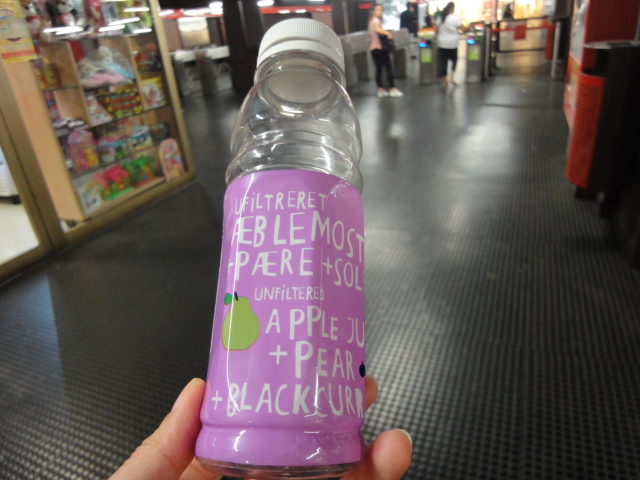 UFILTRERET
ÆBLEMOST
+PÆRE +SOL
UNFILTERED
APPLE JU
+ PEAR
+ BLACKCURR